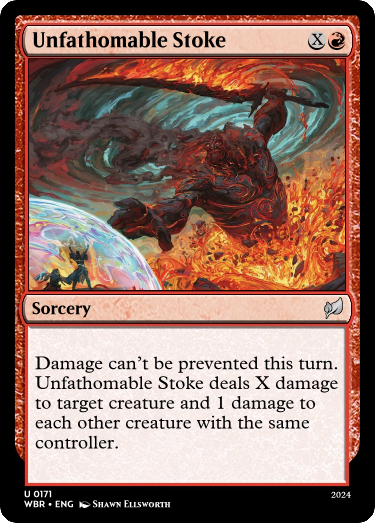 Unfathomable Stoke X
Sorcery
Damage can't be prevented this turn.
Unfathomable Stoke deals X damage
to target creature and 1 damage to
each other creature with the same
controller.
U 0171
2024
WBR • ENG Shawn Ellsworth